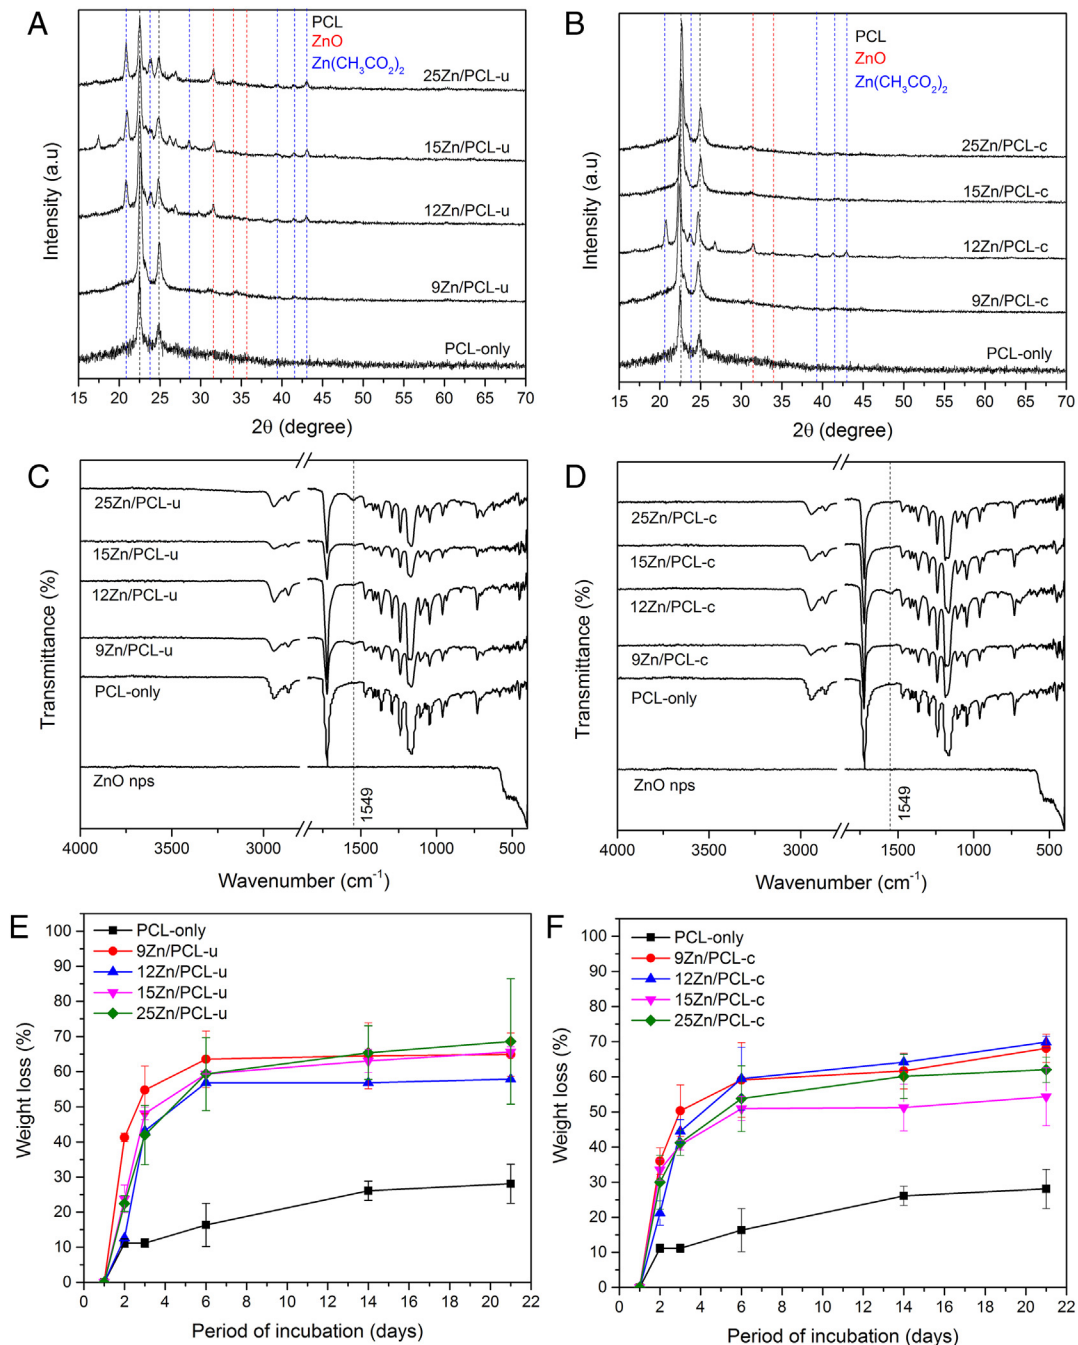 A
PCL
ZnO
Zn(CH3CO2)2
25Zn/PCL-u
15Zn/PCL-u
12Zn/PCL-u
9Zn/PCL-u
PCL-only
Intensity (a.u)
15 20 25 30 35 40 45 50 55 60 65 70
2θ (degree)
B
PCL
ZnO
Zn(CH3CO2)2
25Zn/PCL-c
15Zn/PCL-c
12Zn/PCL-c
9Zn/PCL-c
PCL-only
Intensity (a.u)
15 20 25 30 35 40 45 50 55 60 65 70
2θ (degree)
C
25Zn/PCL-u
15Zn/PCL-u
12Zn/PCL-u
9Zn/PCL-u
PCL-only
ZnO nps
1549
Transmittance (%)
4000 3500 3000 1500 1000 500
Wavenumber (cm-1)
D
25Zn/PCL-c
15Zn/PCL-c
12Zn/PCL-c
9Zn/PCL-c
PCL-only
ZnO nps
1549
Transmittance (%)
4000 3500 3000 1500 1000 500
Wavenumber (cm-1)
E
PCL-only
9Zn/PCL-u
12Zn/PCL-u
15Zn/PCL-u
25Zn/PCL-u
Weight loss (%)
100
90
80
70
60
50
40
30
20
10
0
0 2 4 6 8 10 12 14 16 18 20 22
Period of incubation (days)
F
PCL-only
9Zn/PCL-c
12Zn/PCL-c
15Zn/PCL-c
25Zn/PCL-c
Weight loss (%)
100
90
80
70
60
50
40
30
20
10
0
0 2 4 6 8 10 12 14 16 18 20 22
Period of incubation (days)